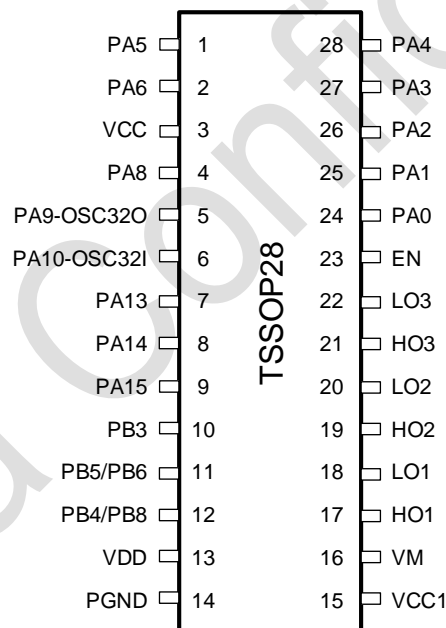 PA5 1 28 PA4
PA6 2 27 PA3
VCC 3 26 PA2
PA8 4 25 PA1
PA9-OSC32O 5 24 PA0
PA10-OSC32I 6 23 EN
PA13 7 22 LO3
PA14 8 21 HO3
PA15 9 20 LO2
PB3 10 19 HO2
PB5/PB6 11 18 LO1
PB4/PB8 12 17 HO1
VDD 13 16 VM
PGND 14 15 VCC1
TSSOP28
Confi